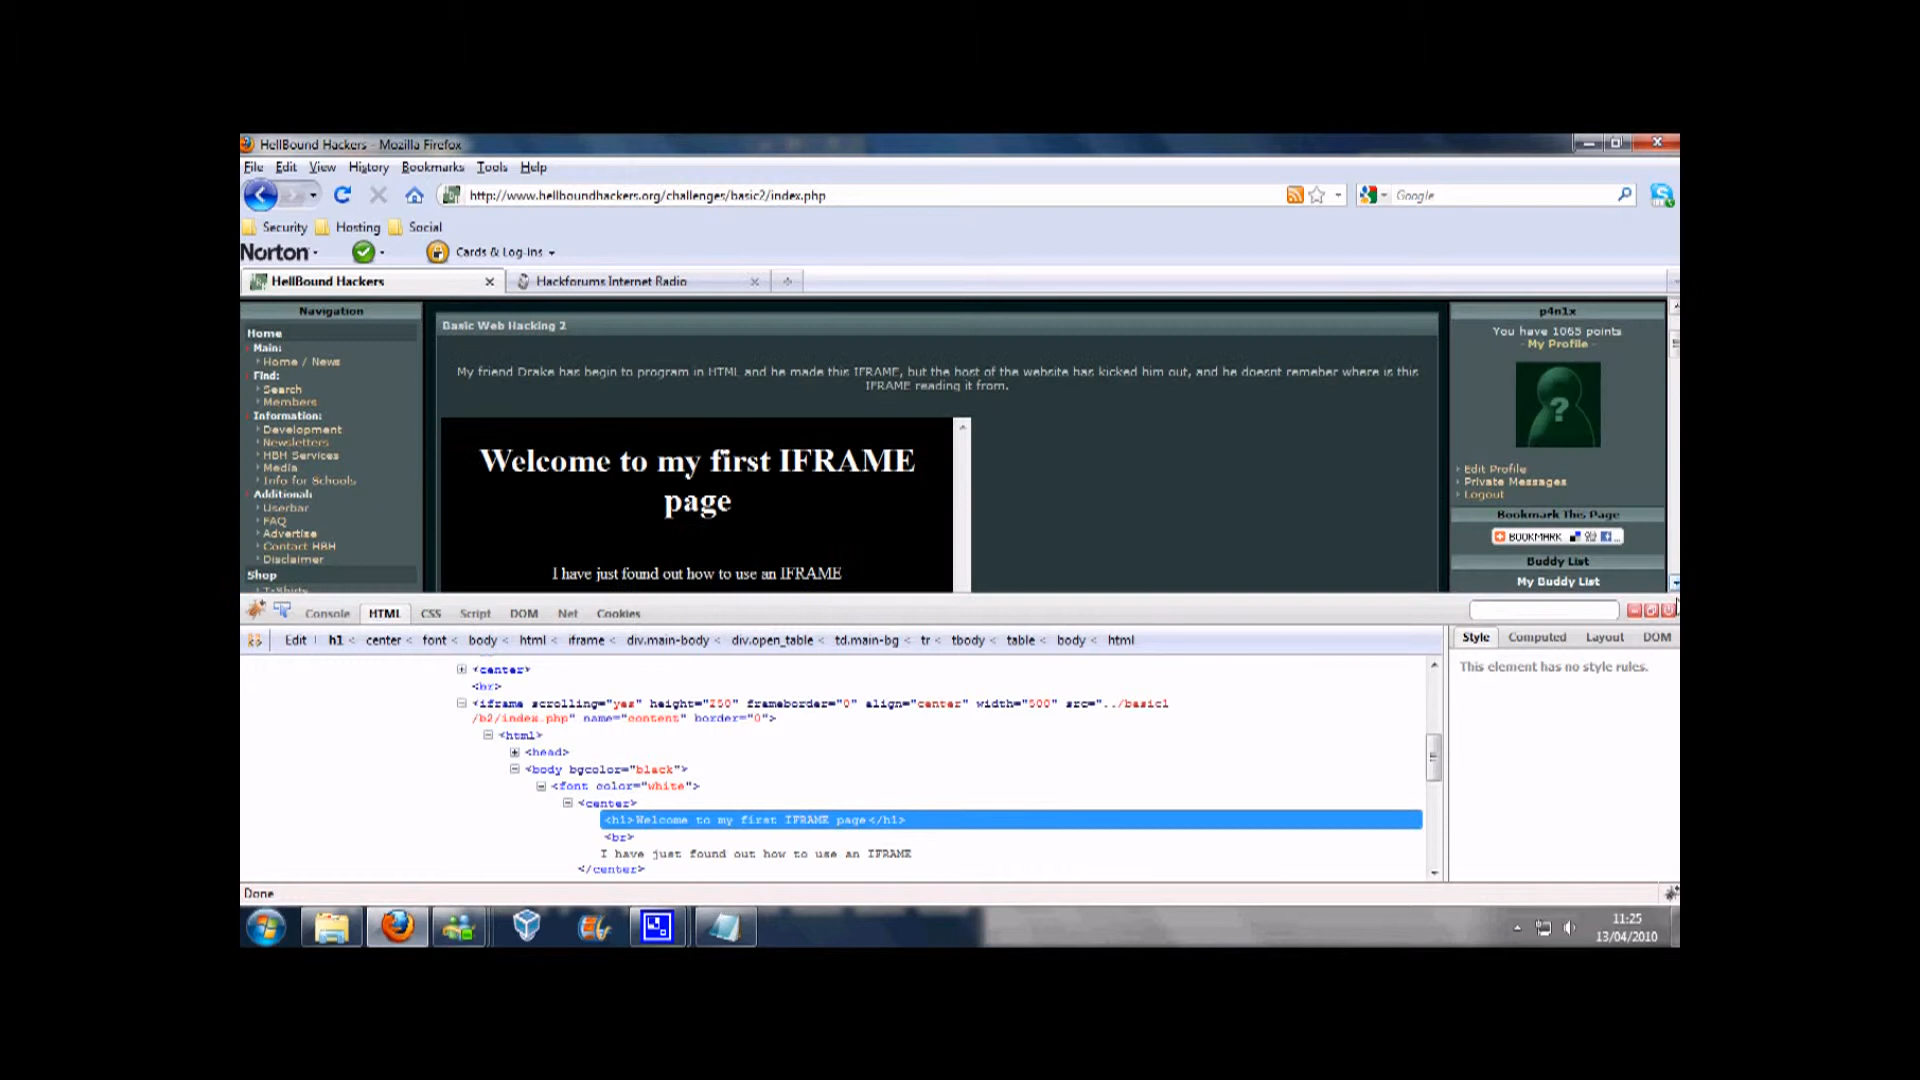 HellBound Hackers - Mozilla Firefox
File Edit View History Bookmarks Tools Help
http://www.hellboundhackers.org/challenges/basic2/index.php
Google
Security Hosting Social
Norton Cards & Log-ins
HellBound Hackers
Hackforums Internet Radio
Navigation
Home
Main:
Home / News
Find:
Search
Members
Information:
Development
Newsletters
HBH Services
Media
Info for Schools
Additional:
Userbar
FAQ
Advertise
Contact HBH
Disclaimer
Shop
T-Shirts
Basic Web Hacking 2
My friend Drake has begin to program in HTML and he made this IFRAME, but the host of the website has kicked him out, and he doesnt remeber where is this
IFRAME reading it from.
Welcome to my first IFRAME
page
I have just found out how to use an IFRAME
p4n1x
You have 1065 points
- My Profile -
?
Edit Profile
Private Messages
Logout
Bookmark This Page
BOOKMARK
Buddy List
My Buddy List
Console HTML CSS Script DOM Net Cookies
Edit h1 < center < font < body < html < iframe < div.main-body < div.open_table < td.main-bg < tr < tbody < table < body < html
Style Computed Layout DOM
This element has no style rules.
<center>
<br>
<iframe scrolling="yes" height="250" frameborder="0" align="center" width="500" src="../basic1
/b2/index.php" name="content" border="0">
<html>
<head>
<body bgcolor="black">
<font color="white">
<center>
<h1>Welcome to my first IFRAME page</h1>
<br>
I have just found out how to use an IFRAME
</center>
Done
11:25
13/04/2010